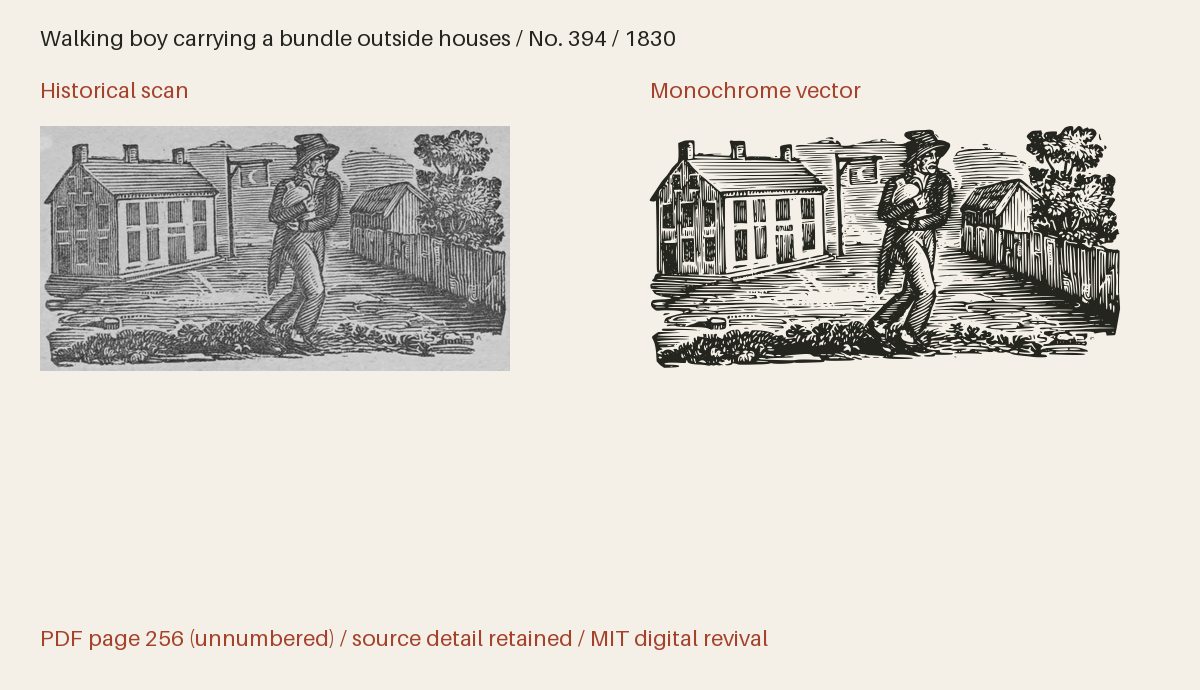 Walking boy carrying a bundle outside houses / No. 394 / 1830
Historical scan
Monochrome vector
PDF page 256 (unnumbered) / source detail retained / MIT digital revival